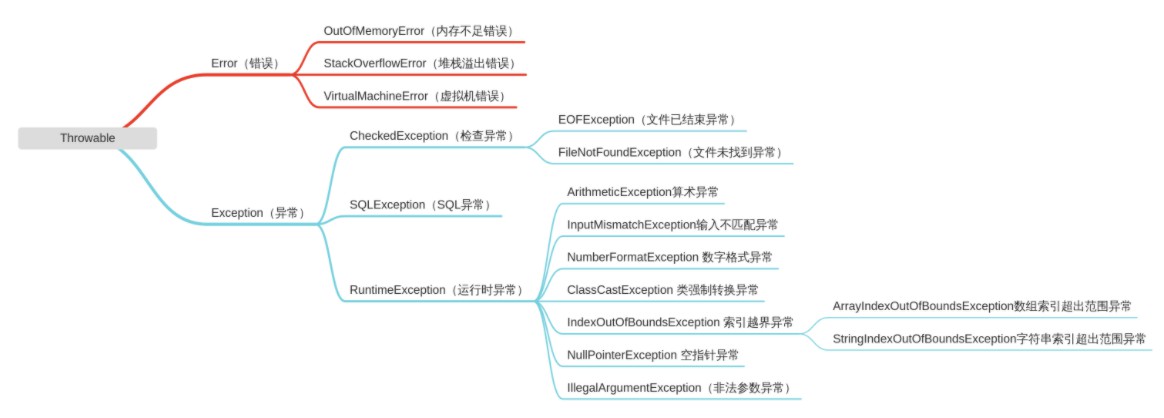 Throwable
Error（错误）
OutOfMemoryError（内存不足错误）
StackOverflowError（堆栈溢出错误）
VirtualMachineError（虚拟机错误）
Exception（异常）
CheckedException（检查异常）
EOFException（文件已结束异常）
FileNotFoundException（文件未找到异常）
SQLException（SQL异常）
RuntimeException（运行时异常）
ArithmeticException算术异常
InputMismatchException输入不匹配异常
NumberFormatException 数字格式异常
ClassCastException 类强制转换异常
IndexOutOfBoundsException 索引越界异常
ArrayIndexOutOfBoundsException数组索引超出范围异常
StringIndexOutOfBoundsException字符串索引超出范围异常
NullPointerException 空指针异常
IllegalArgumentException（非法参数异常）